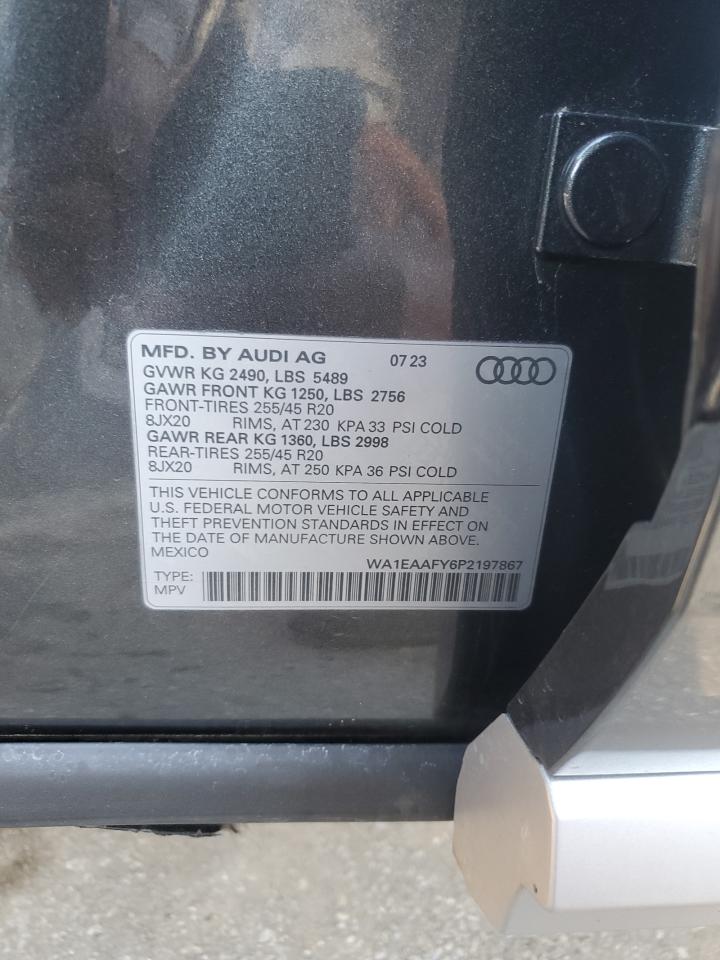 MFD. BY AUDI AG 07 23
GVWR KG 2490, LBS 5489
GAWR FRONT KG 1250, LBS 2756
FRONT-TIRES 255/45 R20
8JX20 RIMS, AT 230 KPA 33 PSI COLD
GAWR REAR KG 1360, LBS 2998
REAR-TIRES 255/45 R20
8JX20 RIMS, AT 250 KPA 36 PSI COLD
THIS VEHICLE CONFORMS TO ALL APPLICABLE
U.S. FEDERAL MOTOR VEHICLE SAFETY AND
THEFT PREVENTION STANDARDS IN EFFECT ON
THE DATE OF MANUFACTURE SHOWN ABOVE.
MEXICO
WA1EAAFY6P2197867
TYPE:
MPV